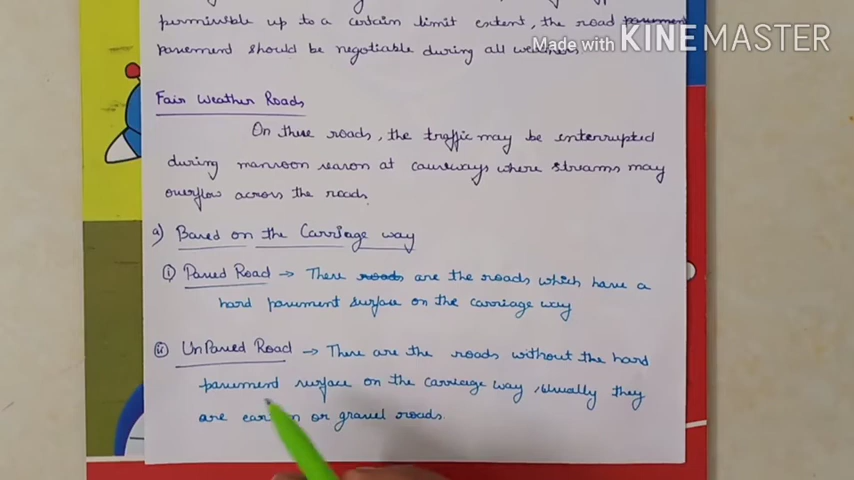 permissible up to a certain limit extent, the road pavement
pavement should be negotiable during all weather
Made with KINEMASTER
Fair Weather Roads
On these roads, the traffic may be interrupted
during monsoon season at causeways where streams may
overflow across the roads.
a) Based on the Carriage way
(i) Paved Road → These roads are the roads which have a
hard pavement surface on the carriage way
(ii) UnPaved Road → These are the roads without the hard
pavement surface on the carriage way, usually they
are or gravel roads.